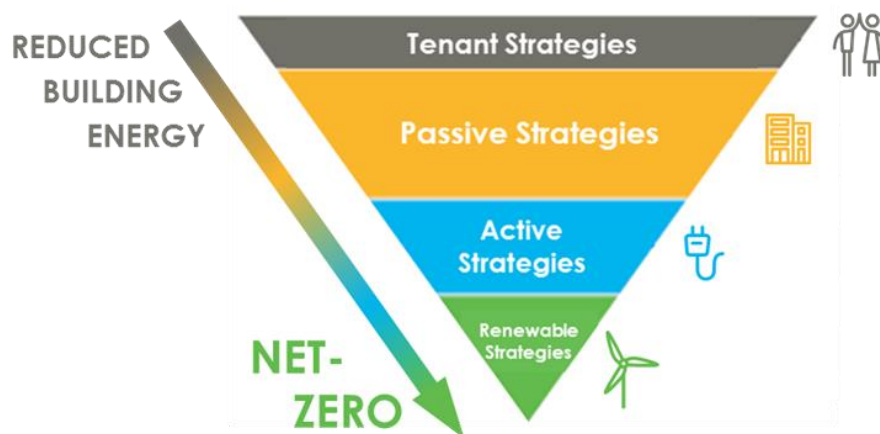 REDUCED
BUILDING
ENERGY
Tenant Strategies
Passive Strategies
Active
Strategies
Renewable
Strategies
NET-
ZERO